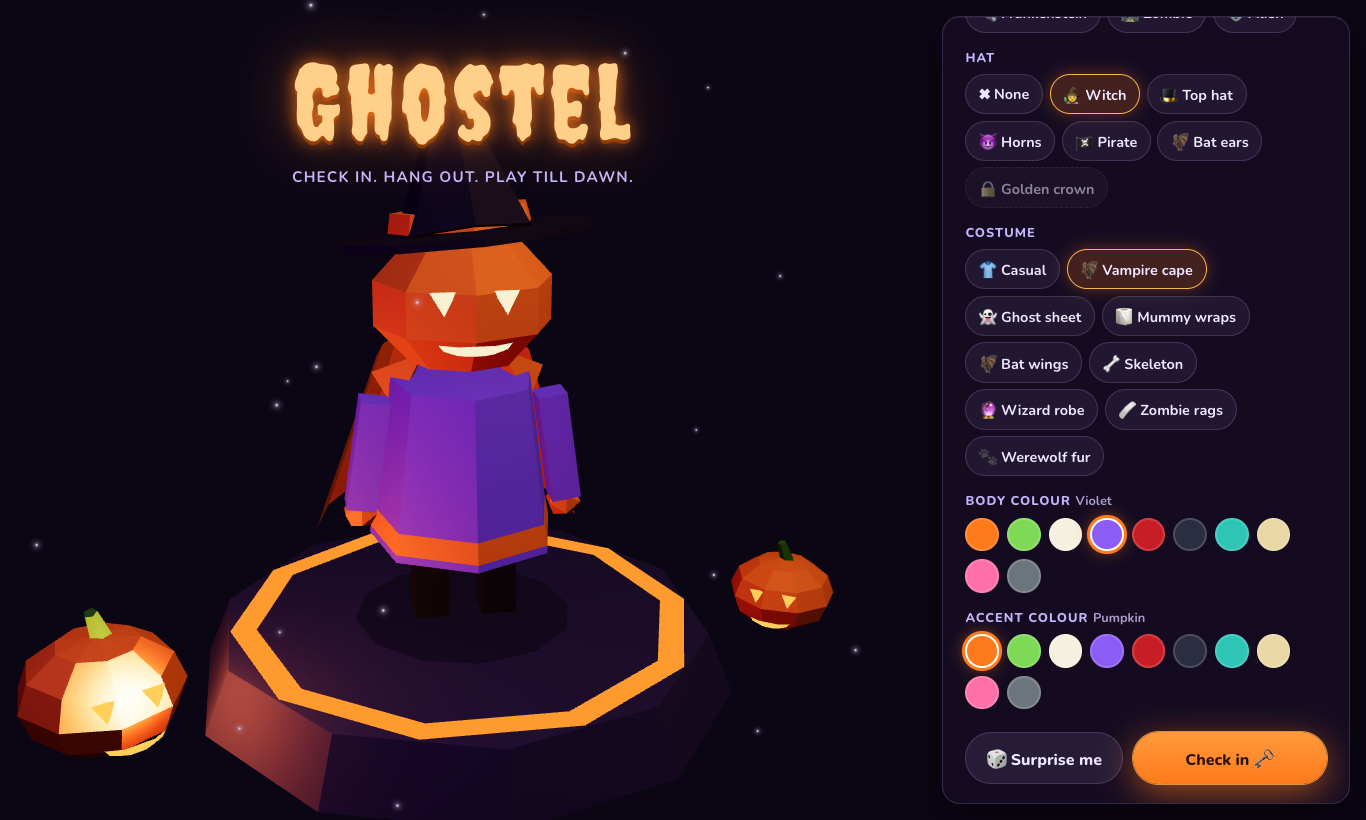 GHOSTEL
CHECK IN. HANG OUT. PLAY TILL DAWN.
HAT
None
Witch
Top hat
Horns
Pirate
Bat ears
Golden crown
COSTUME
Casual
Vampire cape
Ghost sheet
Mummy wraps
Bat wings
Skeleton
Wizard robe
Zombie rags
Werewolf fur
BODY COLOUR Violet
ACCENT COLOUR Pumpkin
Surprise me
Check in